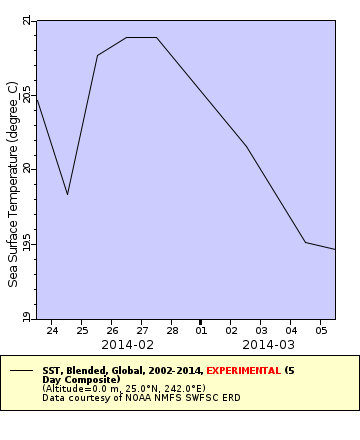 21
20.5
20
19.5
19
Sea Surface Temperature (degree_C)
24 25 26 27 28 01 02 03 04 05
2014-02 2014-03
SST, Blended, Global, 2002-2014, EXPERIMENTAL (5
Day Composite)
(Altitude=0.0 m, 25.0°N, 242.0°E)
Data courtesy of NOAA NMFS SWFSC ERD